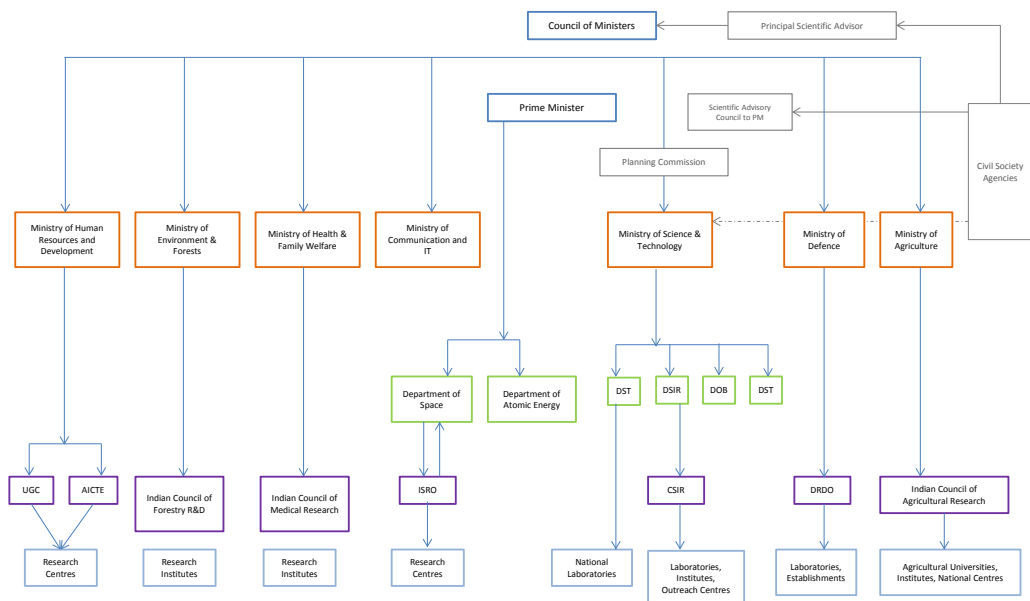 Council of Ministers
Principal Scientific Advisor
Prime Minister
Scientific Advisory
Council to PM
Civil Society
Agencies
Planning Commission
Ministry of Human
Resources and
Development
Ministry of
Environment &
Forests
Ministry of Health &
Family Welfare
Ministry of
Communication and
IT
Ministry of Science &
Technology
Ministry of
Defence
Ministry of
Agriculture
Department of
Space
Department of
Atomic Energy
DST
DSIR
DOB
DST
UGC
AICTE
Indian Council of
Forestry R&D
Indian Council of
Medical Research
ISRO
CSIR
DRDO
Indian Council of
Agricultural Research
Research
Centres
Research
Institutes
Research
Institutes
Research
Centres
National
Laboratories
Laboratories,
Institutes,
Outreach Centres
Laboratories,
Establishments
Agricultural Universities,
Institutes, National Centres